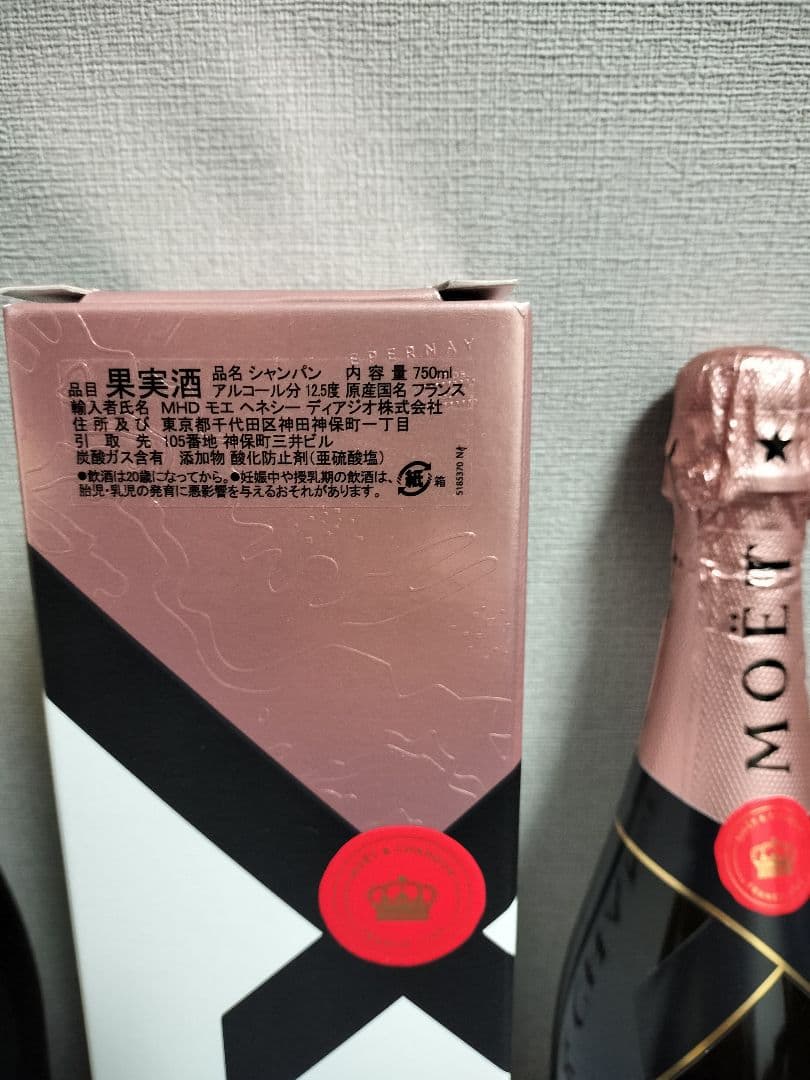 EPERNAY
品目 果実酒 品名 シャンパン 内容量 750ml
アルコール分 12.5度 原産国名 フランス
輸入者氏名 MHD モエ ヘネシー ディアジオ株式会社
住所及び 東京都千代田区神田神保町一丁目
引取先 105番地 神保町三井ビル
炭酸ガス含有 添加物 酸化防止剤(亜硫酸塩)
●飲酒は20歳になってから。●妊娠中や授乳期の飲酒は、
胎児・乳児の発育に悪影響を与えるおそれがあります。
紙 箱
MOËT